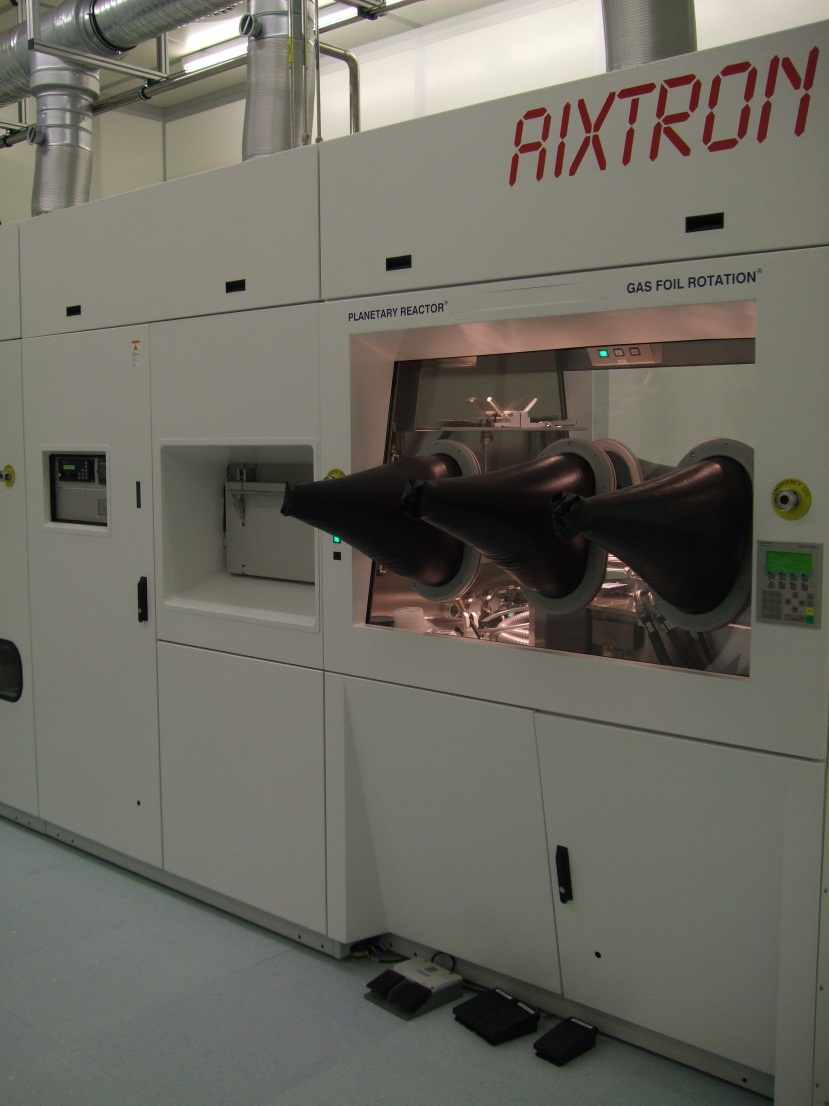 AIXTRON
PLANETARY REACTOR®
GAS FOIL ROTATION®